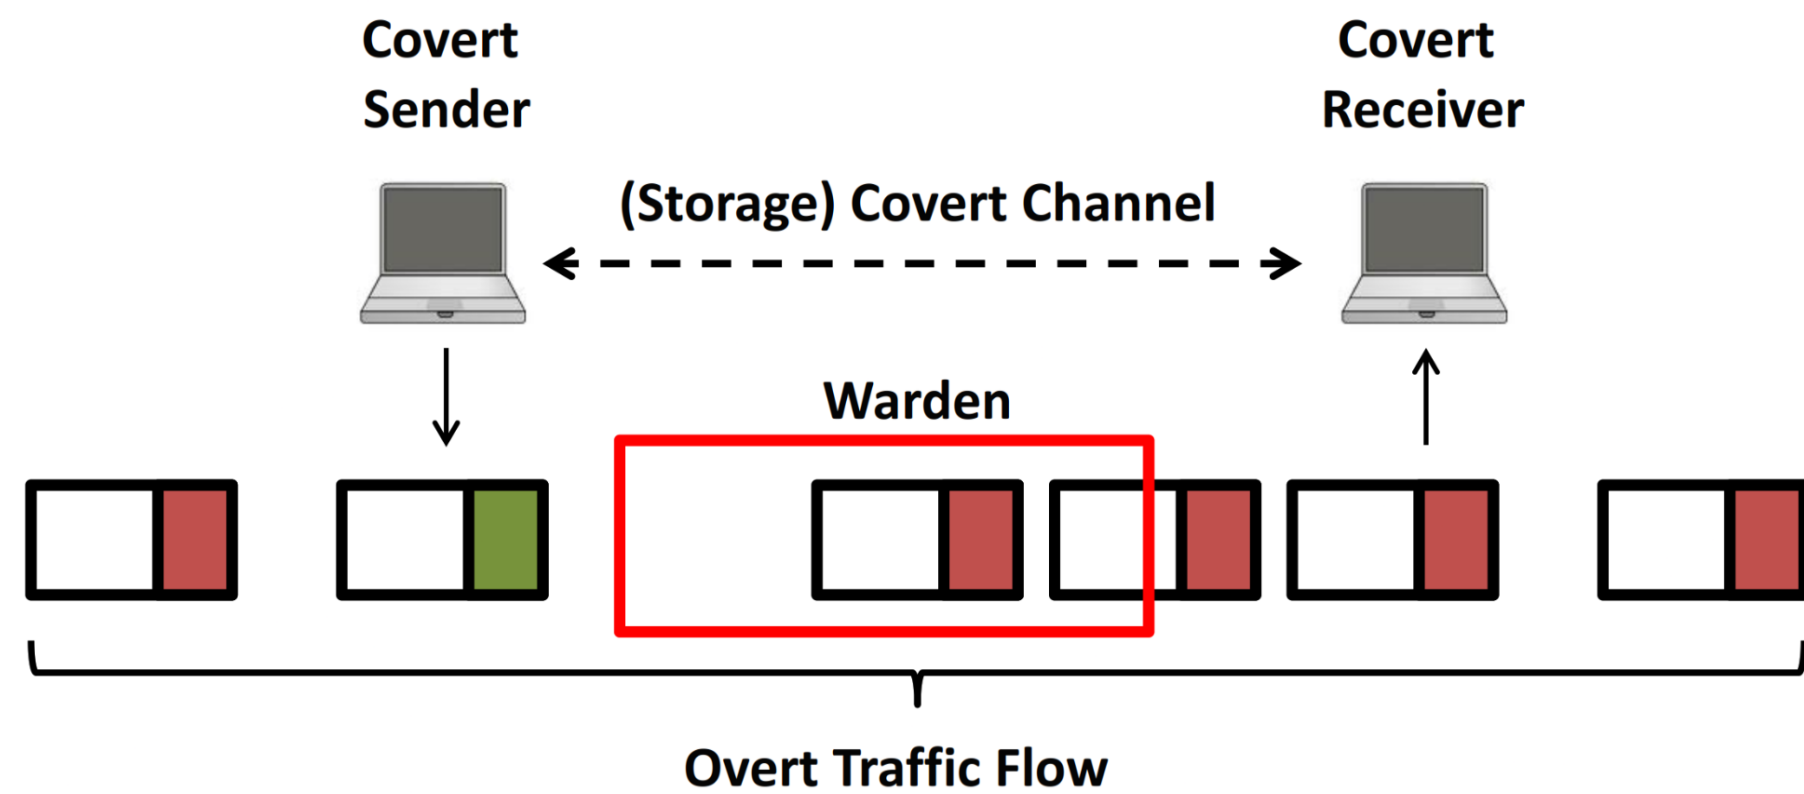 Covert
Sender
Covert
Receiver
(Storage) Covert Channel
Warden
Overt Traffic Flow